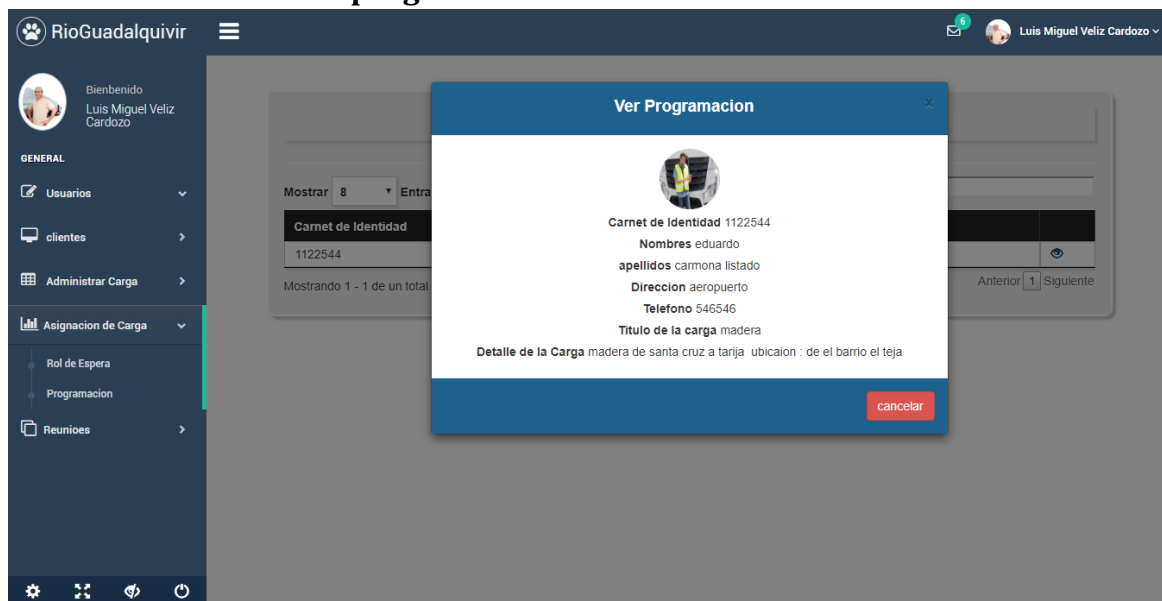 RioGuadalquivir
6
Luis Miguel Veliz Cardozo
Bienbenido
Luis Miguel Veliz
Cardozo
GENERAL
Usuarios
clientes
Administrar Carga
Asignacion de Carga
Rol de Espera
Programacion
Reunioes
Mostrar 8 Entra
Carnet de Identidad
1122544
Mostrando 1 - 1 de un total
Anterior 1 Siguiente
Ver Programacion ×
Carnet de Identidad 1122544
Nombres eduardo
apellidos carmona listado
Direccion aeropuerto
Telefono 546546
Titulo de la carga madera
Detalle de la Carga madera de santa cruz a tarija ubicaion : de el barrio el teja
cancelar